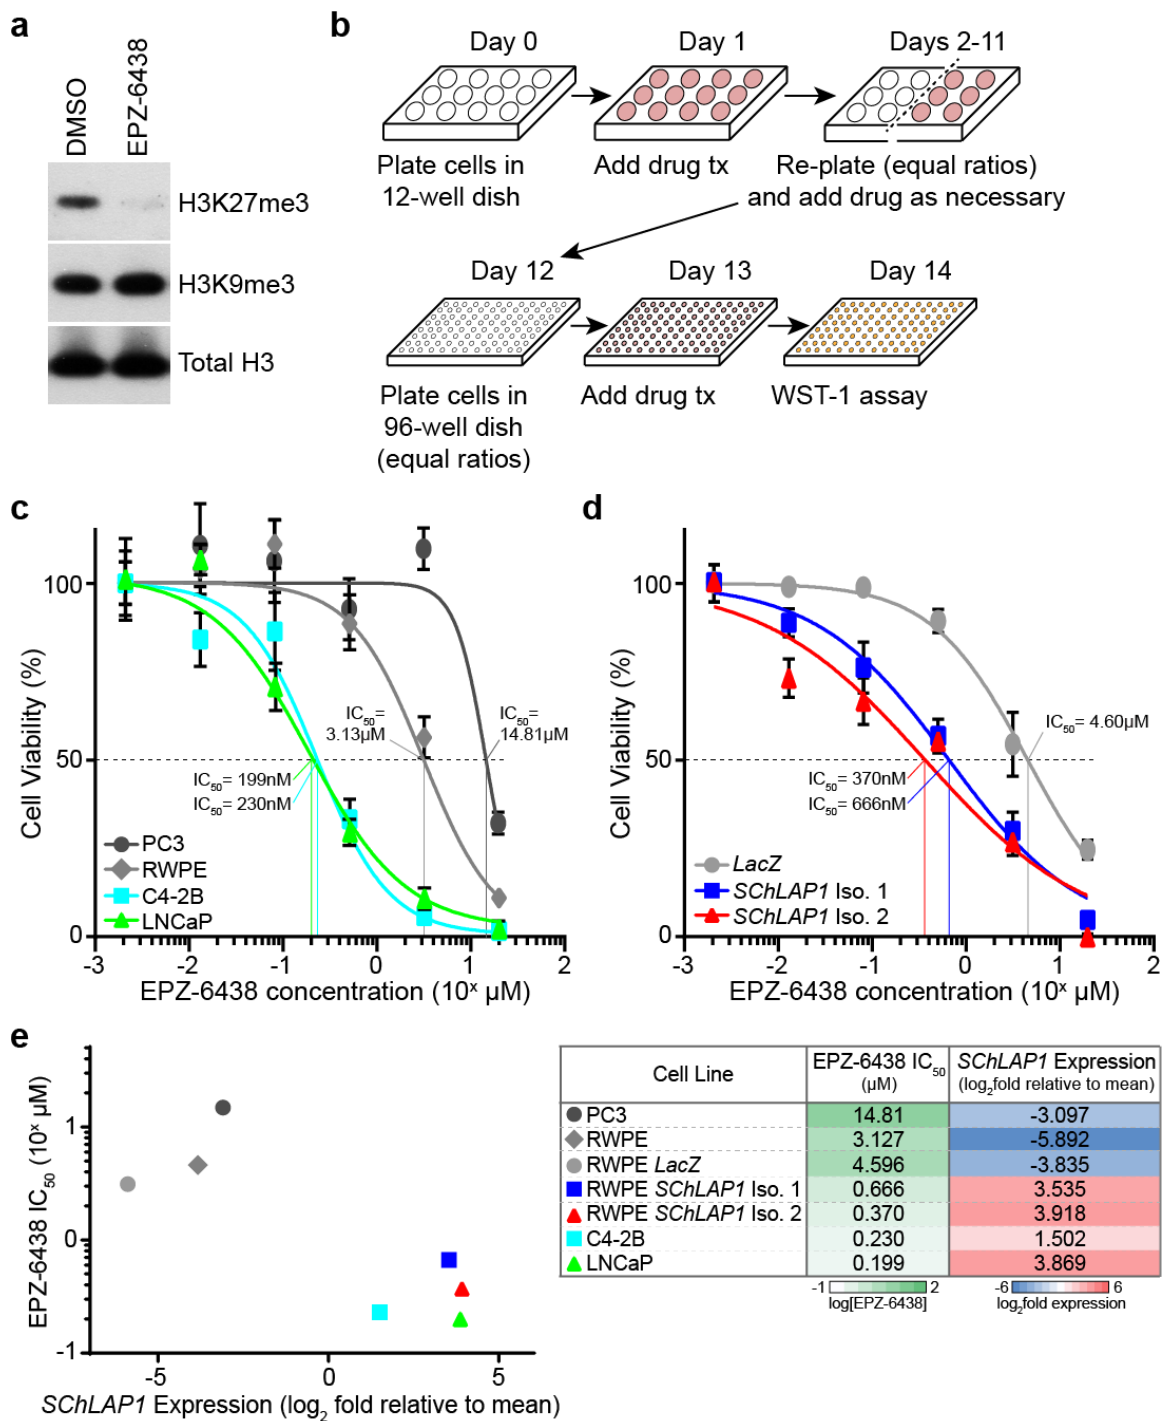 a
DMSO
EPZ-6438
H3K27me3
H3K9me3
Total H3
b
Day 0
Day 1
Days 2-11
Plate cells in
12-well dish
Add drug tx
Re-plate (equal ratios)
and add drug as necessary
Day 12
Day 13
Day 14
Plate cells in
96-well dish
(equal ratios)
Add drug tx
WST-1 assay
c
Cell Viability (%)
100
50
0
IC50=
3.13µM
IC50=
14.81µM
IC50= 199nM
IC50= 230nM
PC3
RWPE
C4-2B
LNCaP
-3 -2 -1 0 1 2
EPZ-6438 concentration (10ˣ µM)
d
Cell Viability (%)
100
50
0
IC50= 4.60µM
IC50= 370nM
IC50= 666nM
LacZ
SChLAP1 Iso. 1
SChLAP1 Iso. 2
-3 -2 -1 0 1 2
EPZ-6438 concentration (10ˣ µM)
e
EPZ-6438 IC50 (10ˣ µM)
1
0
-1
-5 0 5
SChLAP1 Expression (log2 fold relative to mean)
Cell Line
EPZ-6438 IC50
(µM)
SChLAP1 Expression
(log2fold relative to mean)
PC3 14.81 -3.097
RWPE 3.127 -5.892
RWPE LacZ 4.596 -3.835
RWPE SChLAP1 Iso. 1 0.666 3.535
RWPE SChLAP1 Iso. 2 0.370 3.918
C4-2B 0.230 1.502
LNCaP 0.199 3.869
-1 2
log[EPZ-6438]
-6 6
log2fold expression